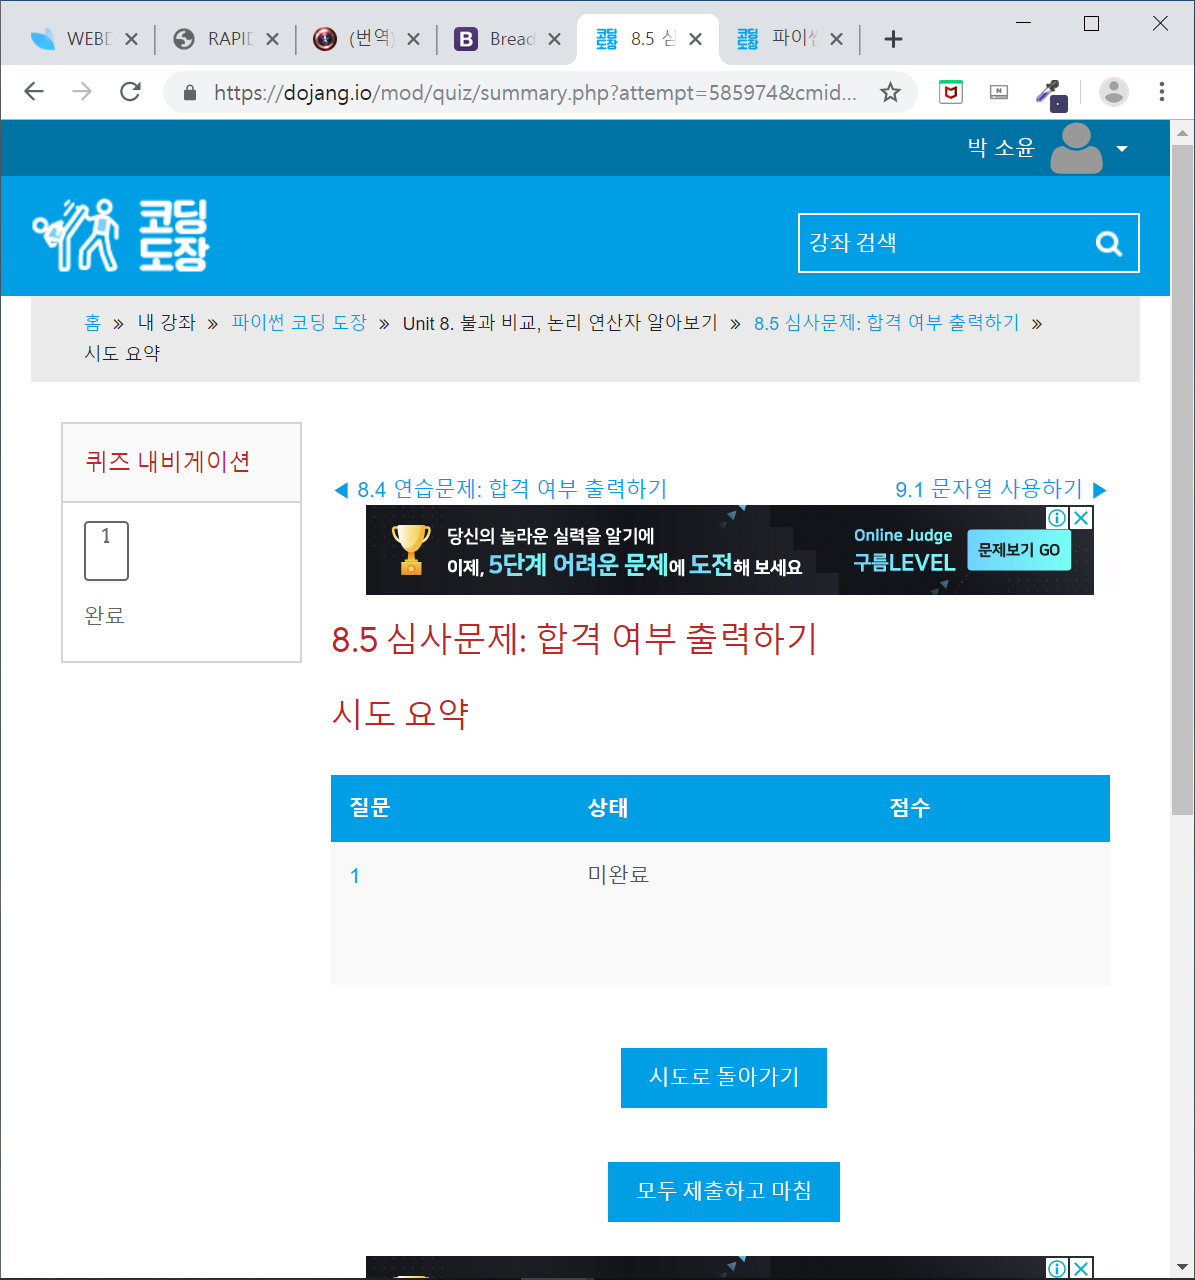 WEBD
RAPID
(번역)
Bread
8.5 심
파이썬
https://dojang.io/mod/quiz/summary.php?attempt=585974&cmid...
박 소윤
코딩
도장
강좌 검색
홈 » 내 강좌 » 파이썬 코딩 도장 » Unit 8. 불과 비교, 논리 연산자 알아보기 » 8.5 심사문제: 합격 여부 출력하기 »
시도 요약
퀴즈 내비게이션
1
완료
◀ 8.4 연습문제: 합격 여부 출력하기
9.1 문자열 사용하기 ▶
당신의 놀라운 실력을 알기에
이제, 5단계 어려운 문제에 도전해 보세요
Online Judge
구름LEVEL
문제보기 GO
8.5 심사문제: 합격 여부 출력하기
시도 요약
질문 상태 점수
1 미완료
시도로 돌아가기
모두 제출하고 마침